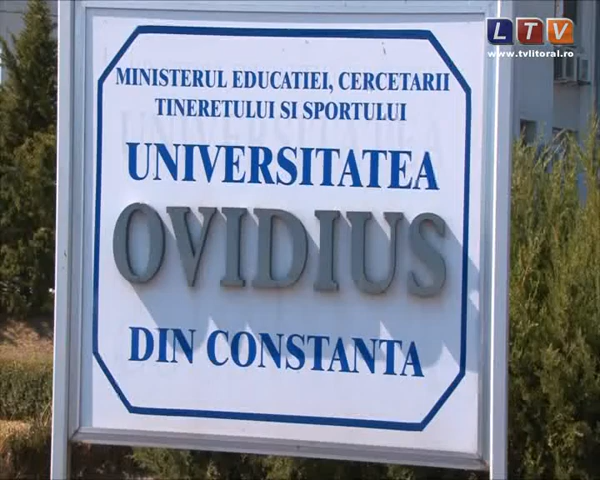 LTV
www.tvlitoral.ro
MINISTERUL EDUCATIEI, CERCETARII
TINERETULUI SI SPORTULUI
UNIVERSITATEA
OVIDIUS
DIN CONSTANTA